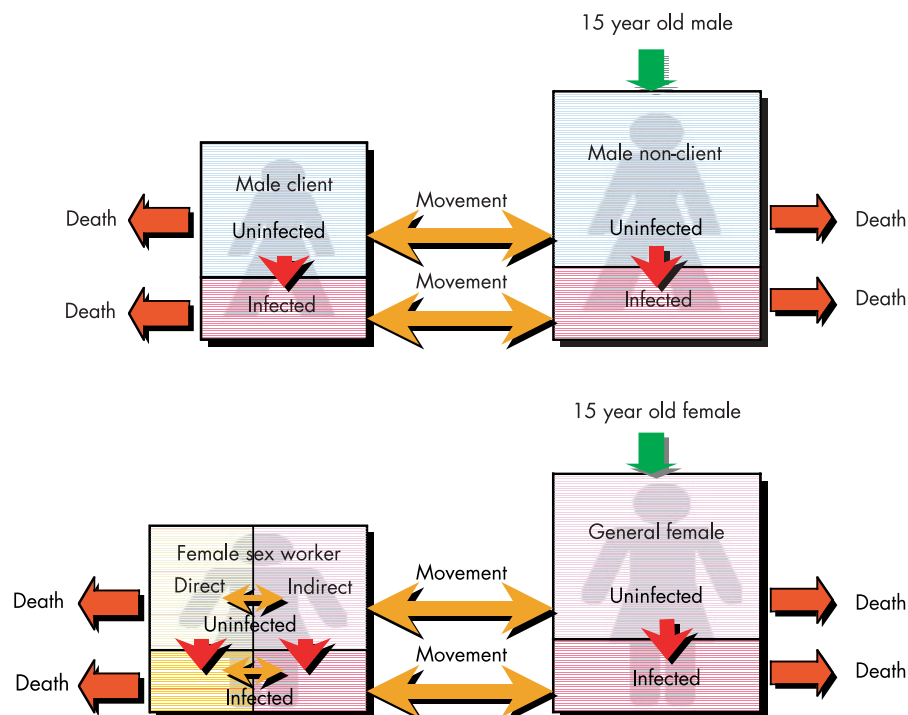 15 year old male
Male client
Male non-client
Movement
Death
Uninfected
Uninfected
Death
Movement
Death
Infected
Infected
Death
15 year old female
General female
Female sex worker
Movement
Direct
Indirect
Death
Uninfected
Uninfected
Death
Movement
Death
Infected
Infected
Death